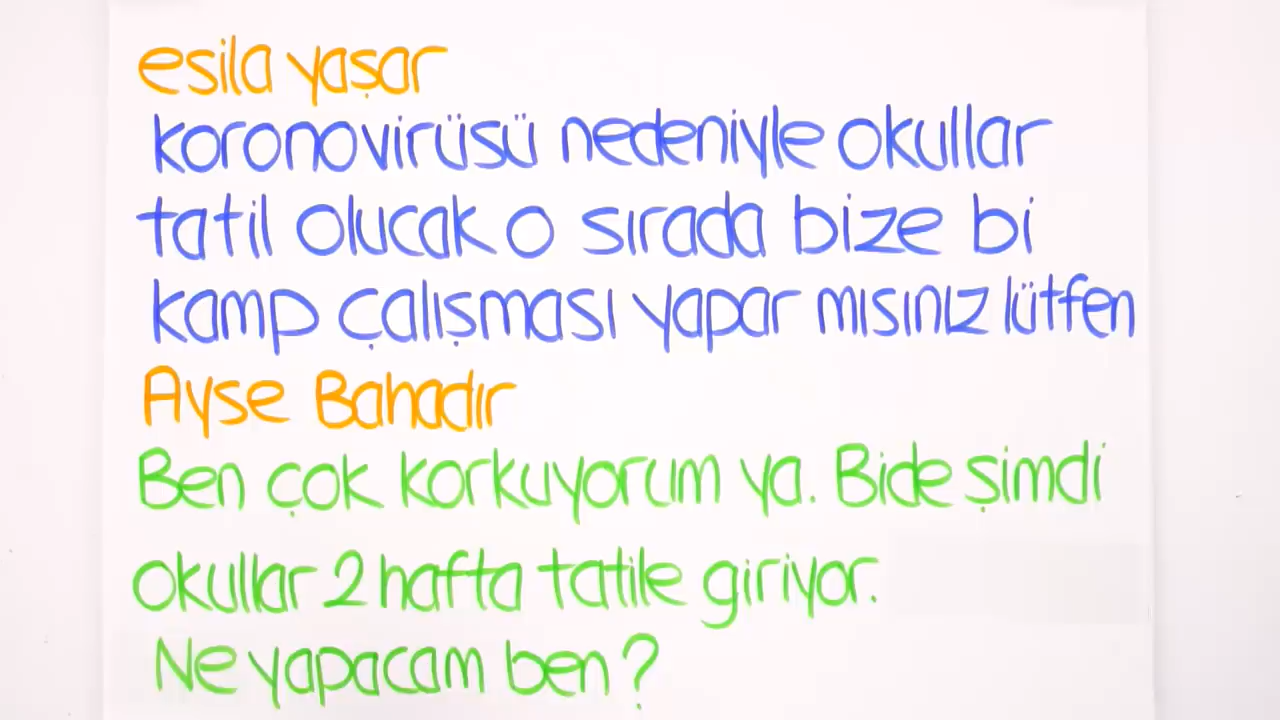 esila yaşar
koronovirüsü nedeniyle okullar
tatil olucak o sırada bize bi
kamp çalışması yapar mısınız lütfen
Ayse Bahadır
Ben çok korkuyorum ya. Bide şimdi
okullar 2 hafta tatile giriyor.
Ne yapacam ben?